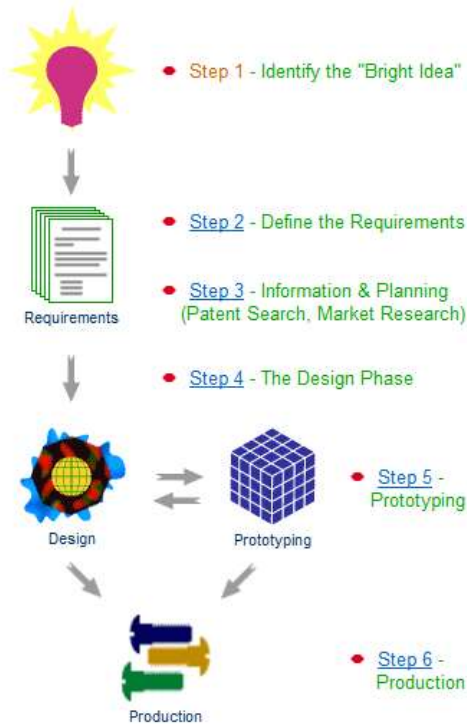 Step 1 - Identify the "Bright Idea"
Step 2 - Define the Requirements
Step 3 - Information & Planning
(Patent Search, Market Research)
Requirements
Step 4 - The Design Phase
Step 5 -
Prototyping
Design
Prototyping
Step 6 -
Production
Production